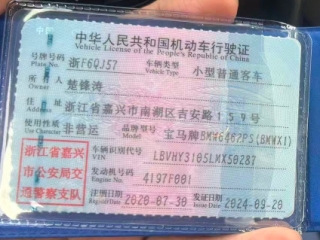 中华人民共和国机动车行驶证
Vehicle License of the People's Republic of China
号牌号码 浙F6QJ57 车辆类型 小型普通客车
Plate No. Vehicle Type
所有人 楚锋涛
Owner
住址 浙江省嘉兴市南湖区吉安路159号
Address
使用性质 非营运 品牌型号 宝马牌BMW6462PS(BMWX1)
Use Character Model
浙江省嘉兴市公安局交通警察支队
车辆识别代号 LBVHY3105LMX50287
VIN
发动机号码 4197F001
Engine No.
注册日期 2020-07-30 发证日期 2024-09-20
Register Date Issue Date